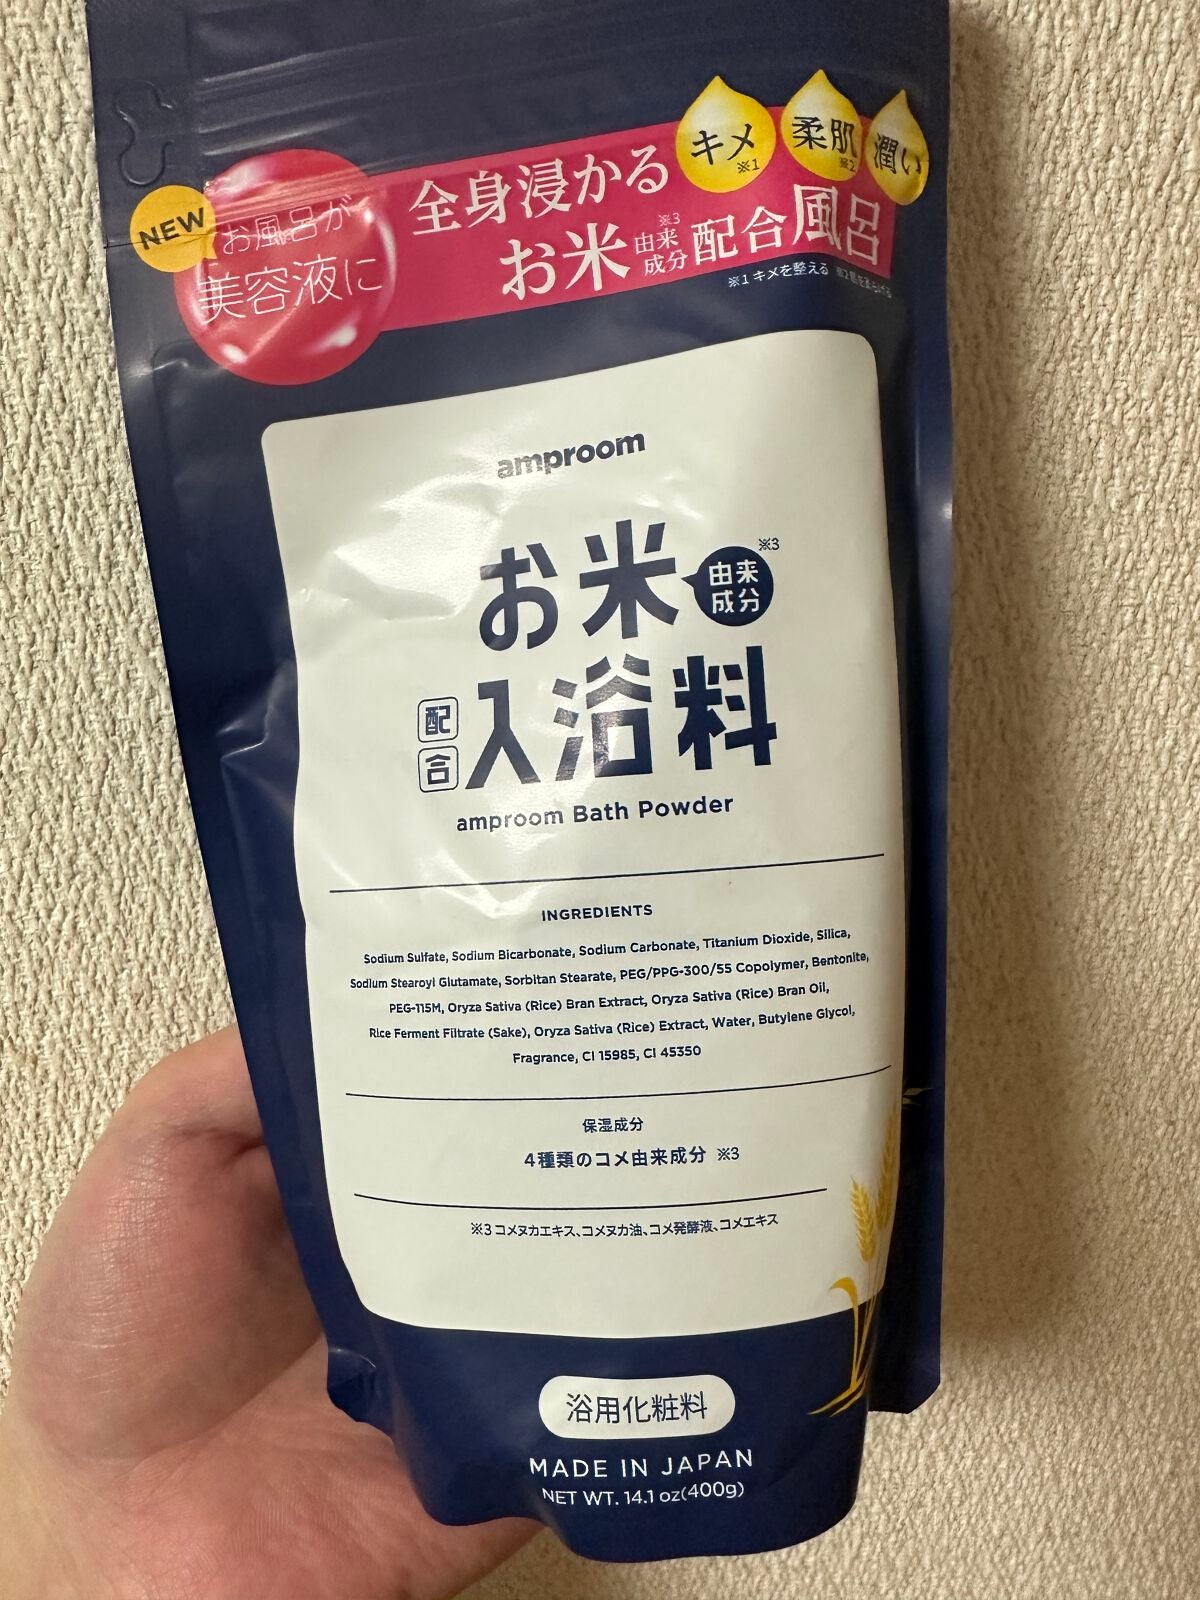 NEW
お風呂が
美容液に
全身浸かる
お米由来成分※3配合風呂
キメ※1
柔肌※2
潤い
※1 キメを整える ※2 肌を柔らげる
amproom
お米由来成分※3
配合入浴料
amproom Bath Powder
INGREDIENTS
Sodium Sulfate, Sodium Bicarbonate, Sodium Carbonate, Titanium Dioxide, Silica,
Sodium Stearoyl Glutamate, Sorbitan Stearate, PEG/PPG-300/55 Copolymer, Bentonite,
PEG-115M, Oryza Sativa (Rice) Bran Extract, Oryza Sativa (Rice) Bran Oil,
Rice Ferment Filtrate (Sake), Oryza Sativa (Rice) Extract, Water, Butylene Glycol,
Fragrance, CI 15985, CI 45350
保湿成分
4種類のコメ由来成分 ※3
※3 コメヌカエキス、コメヌカ油、コメ発酵液、コメエキス
浴用化粧料
MADE IN JAPAN
NET WT. 14.1 oz(400g)